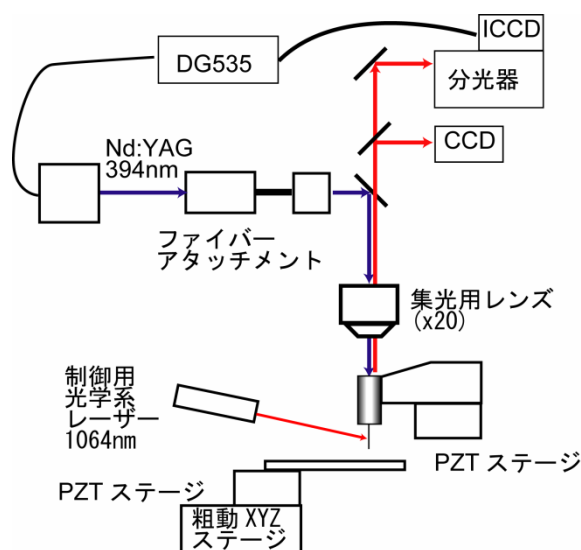 ICCD
DG535
分光器
CCD
Nd:YAG
394nm
ファイバー
アタッチメント
集光用レンズ
(x20)
制御用
光学系
レーザー
1064nm
PZT ステージ
PZT ステージ
粗動 XYZ
ステージ